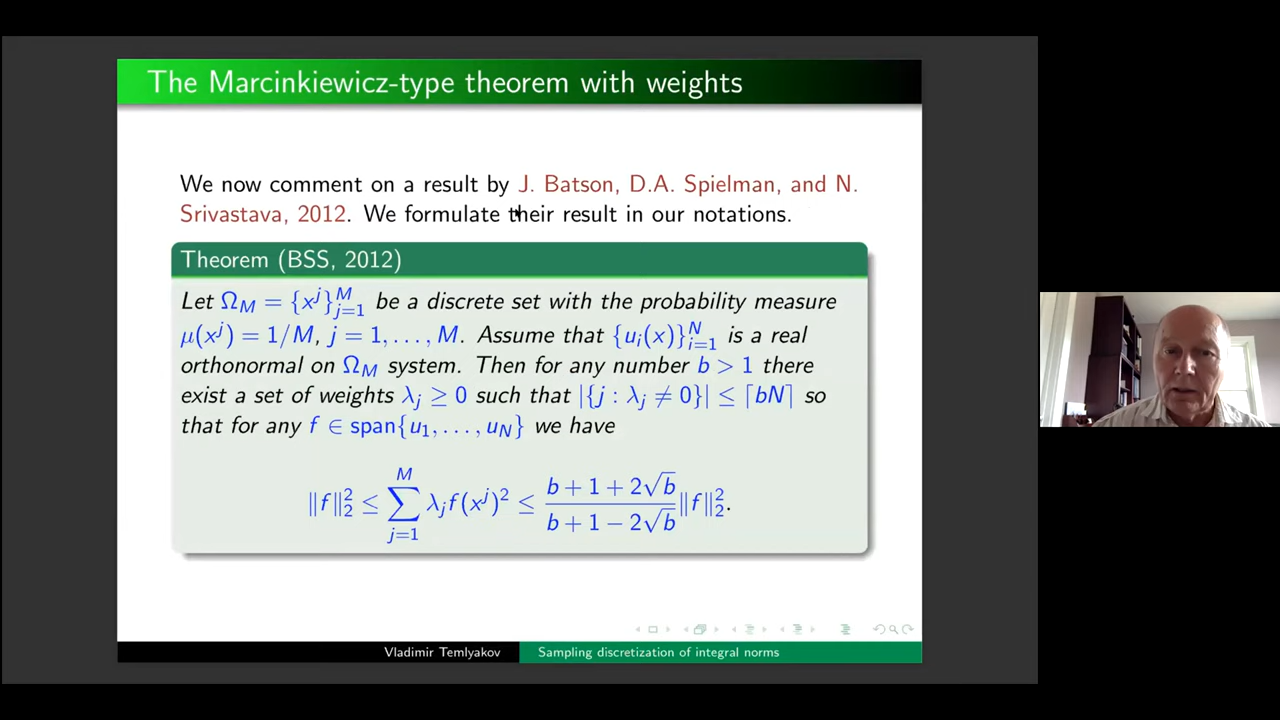 The Marcinkiewicz-type theorem with weights
We now comment on a result by J. Batson, D.A. Spielman, and N.
Srivastava, 2012. We formulate their result in our notations.
Theorem (BSS, 2012)
Let Ω_M = {x^j}_{j=1}^M be a discrete set with the probability measure
μ(x^j) = 1/M, j = 1, . . . , M. Assume that {u_i(x)}_{i=1}^N is a real
orthonormal on Ω_M system. Then for any number b > 1 there
exist a set of weights λ_j ≥ 0 such that |{j : λ_j ≠ 0}| ≤ ⌈bN⌉ so
that for any f ∈ span{u_1, . . . , u_N} we have
‖f‖_2^2 ≤ ∑_{j=1}^M λ_j f(x^j)^2 ≤ \frac{b + 1 + 2√b}{b + 1 − 2√b} ‖f‖_2^2.
Vladimir Temlyakov
Sampling discretization of integral norms